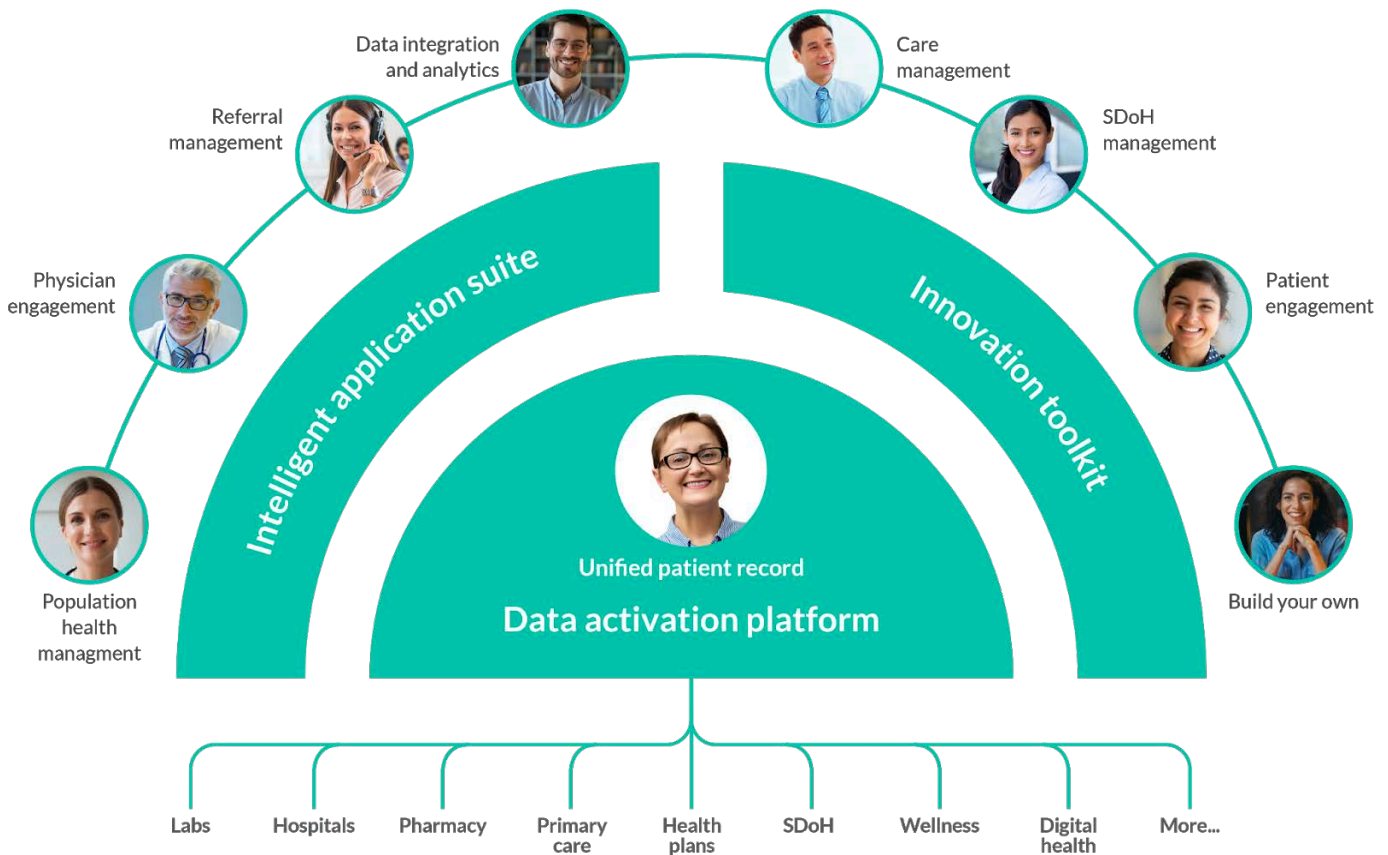 Data integration
and analytics
Care
management
Referral
management
SDoH
management
Physician
engagement
Patient
engagement
Intelligent application suite
Innovation toolkit
Population
health
managment
Build your own
Unified patient record
Data activation platform
Labs
Hospitals
Pharmacy
Primary
care
Health
plans
SDoH
Wellness
Digital
health
More...